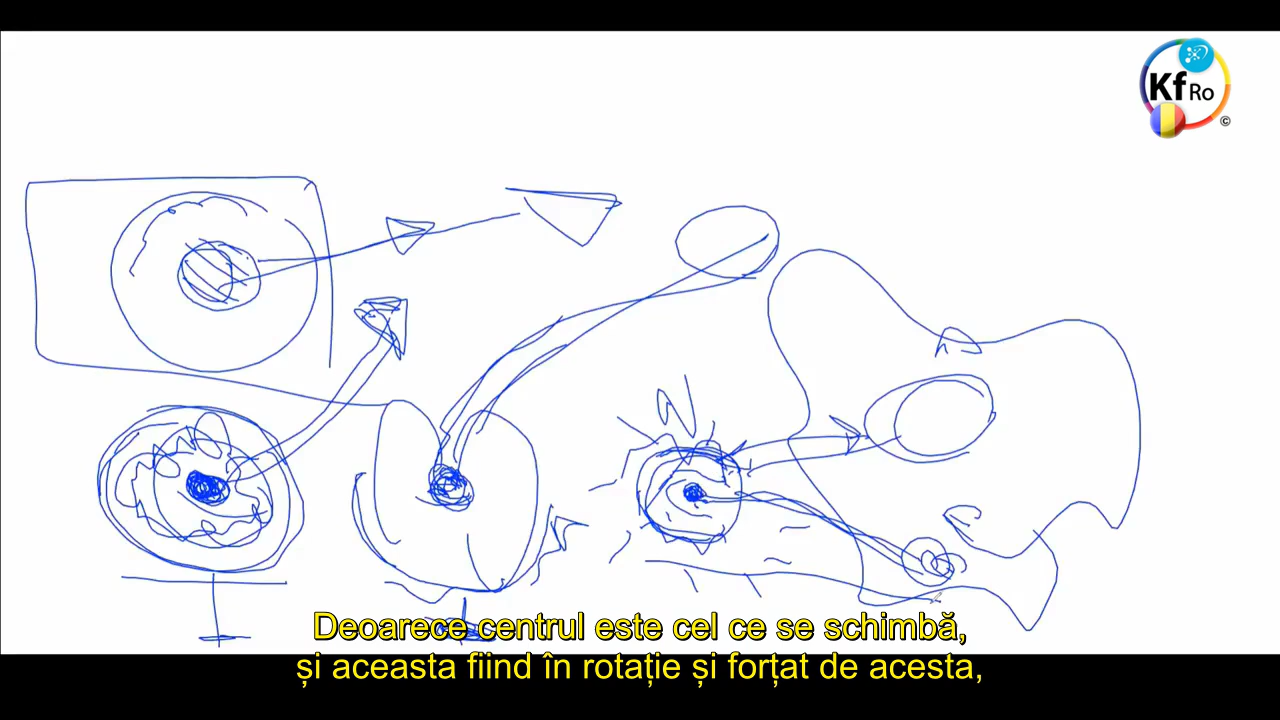 Kf Ro
©
Deoarece centrul este cel ce se schimbă,
și aceasta fiind în rotație și forțat de acesta,